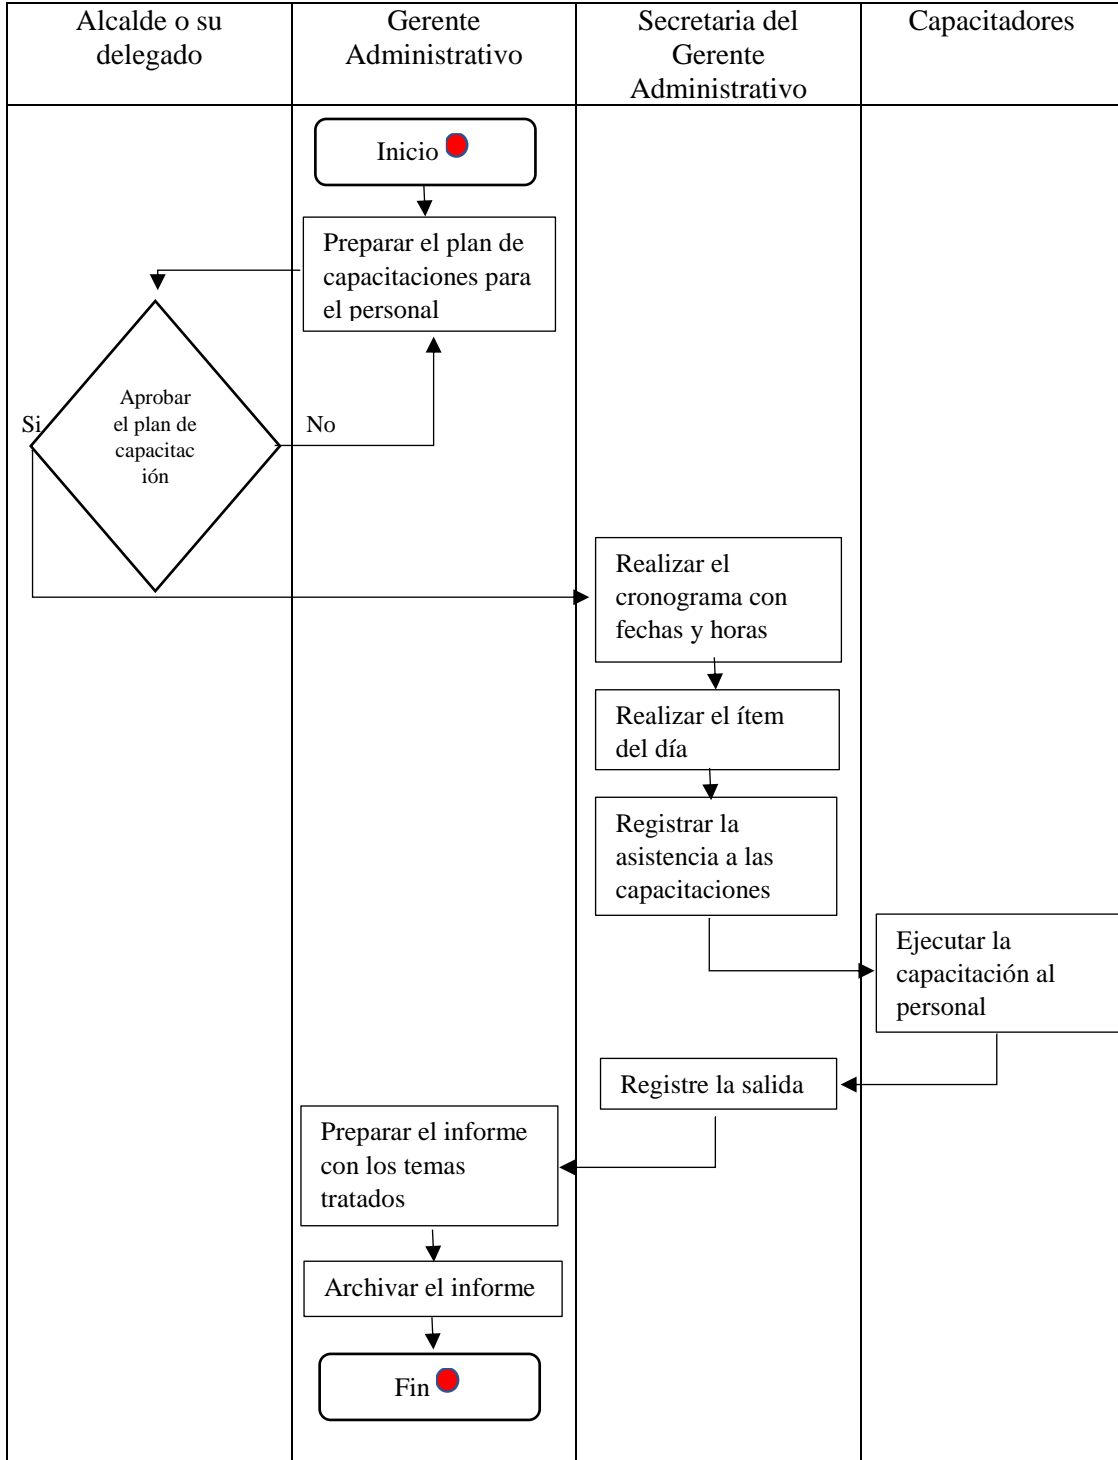 Alcalde o su
delegado
Gerente
Administrativo
Secretaria del
Gerente
Administrativo
Capacitadores
Inicio
Preparar el plan de
capacitaciones para
el personal
Aprobar
el plan de
capacitac
ión
Si
No
Realizar el
cronograma con
fechas y horas
Realizar el ítem
del día
Registrar la
asistencia a las
capacitaciones
Ejecutar la
capacitación al
personal
Registre la salida
Preparar el informe
con los temas
tratados
Archivar el informe
Fin